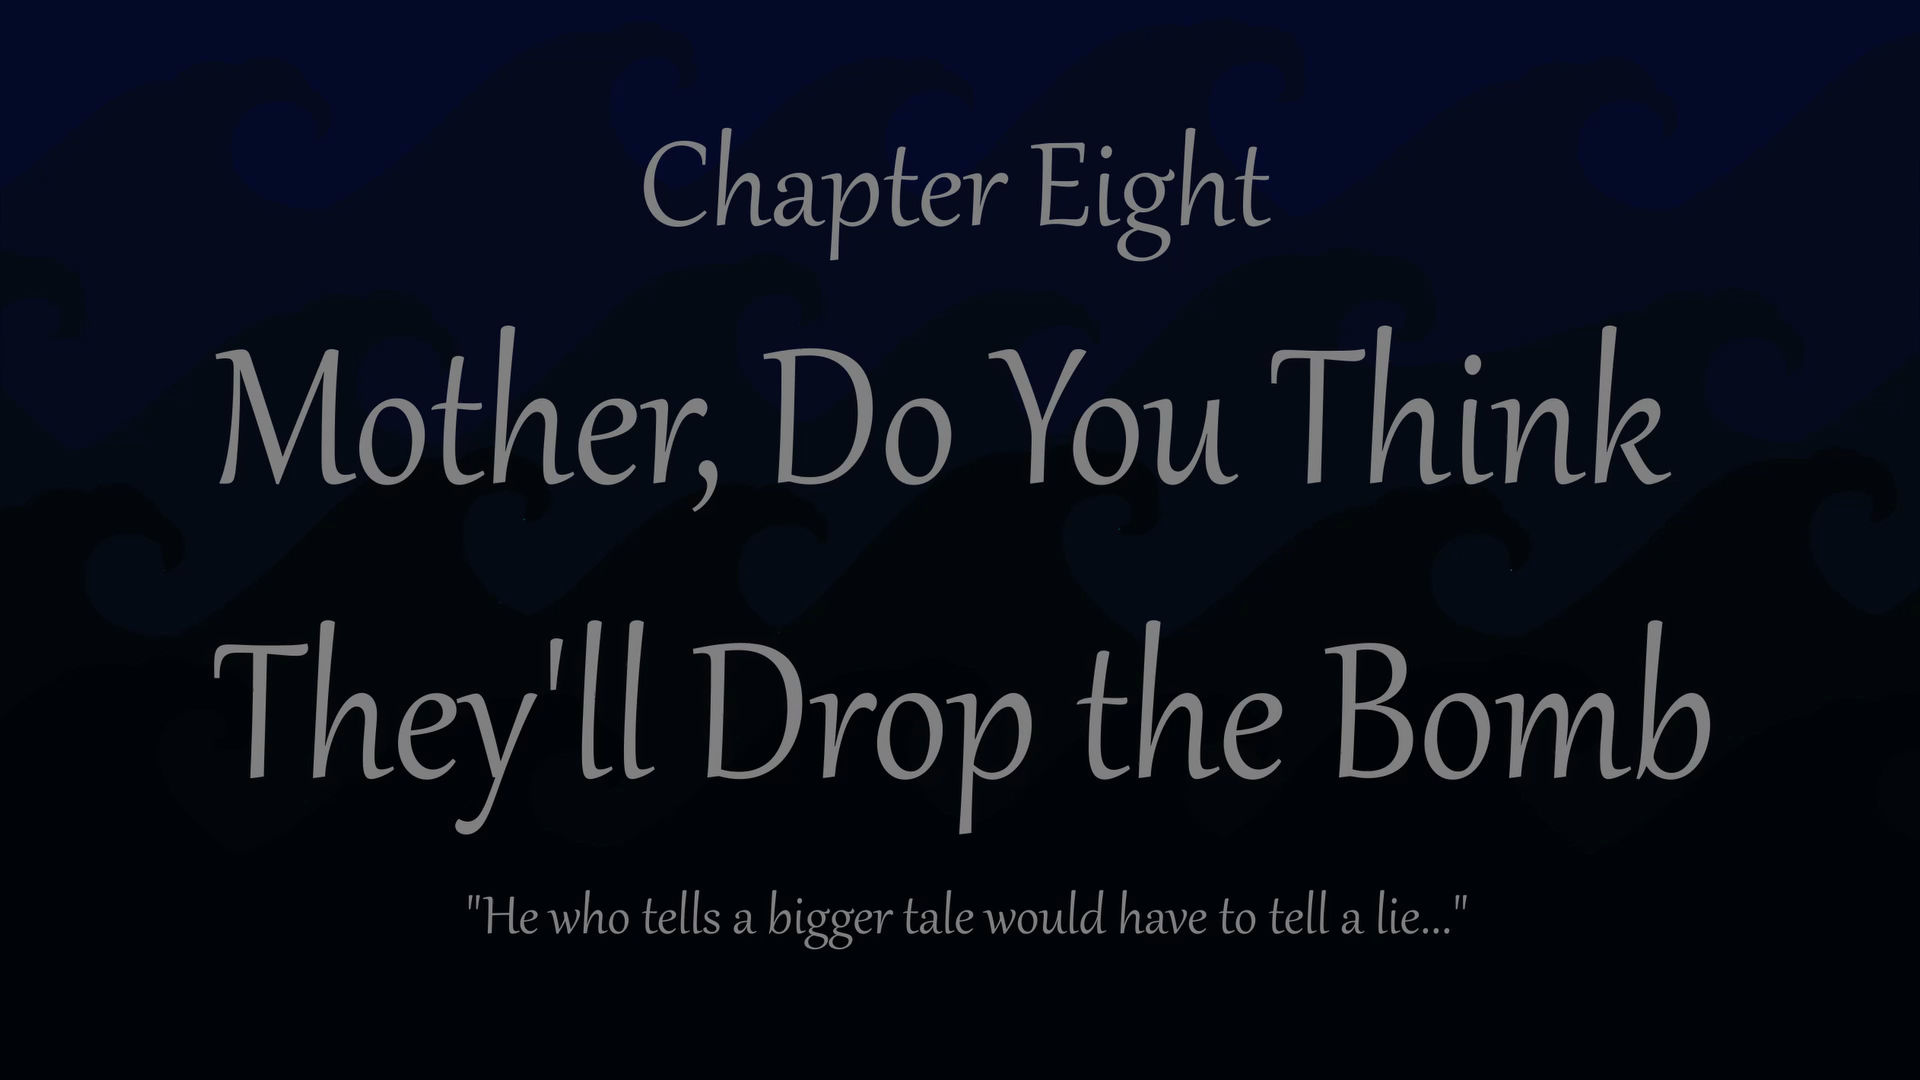 Chapter Eight
Mother, Do You Think
They'll Drop the Bomb
"He who tells a bigger tale would have to tell a lie..."